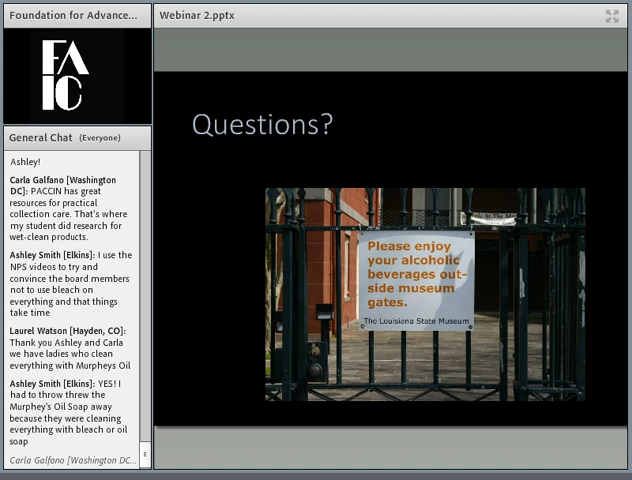 Foundation for Advance...
Webinar 2.pptx
FA
IC
General Chat (Everyone)
Ashley!
Carla Galfano [Washington
DC]: PACCIN has great
resources for practical
collection care. That's where
my student did research for
wet-clean products.
Ashley Smith [Elkins]: I use the
NPS videos to try and
convince the board members
not to use bleach on
everything and that things
take time
Laurel Watson [Hayden, CO]:
Thank you Ashley and Carla
we have ladies who clean
everything with Murpheys Oil
Ashley Smith [Elkins]: YES! I
had to throw threw the
Murphey's Oil Soap away
because they were cleaning
everything with bleach or oil
soap
Carla Galfano [Washington DC...
Questions?
Please enjoy
your alcoholic
beverages out-
side museum
gates.
The Louisiana State Museum